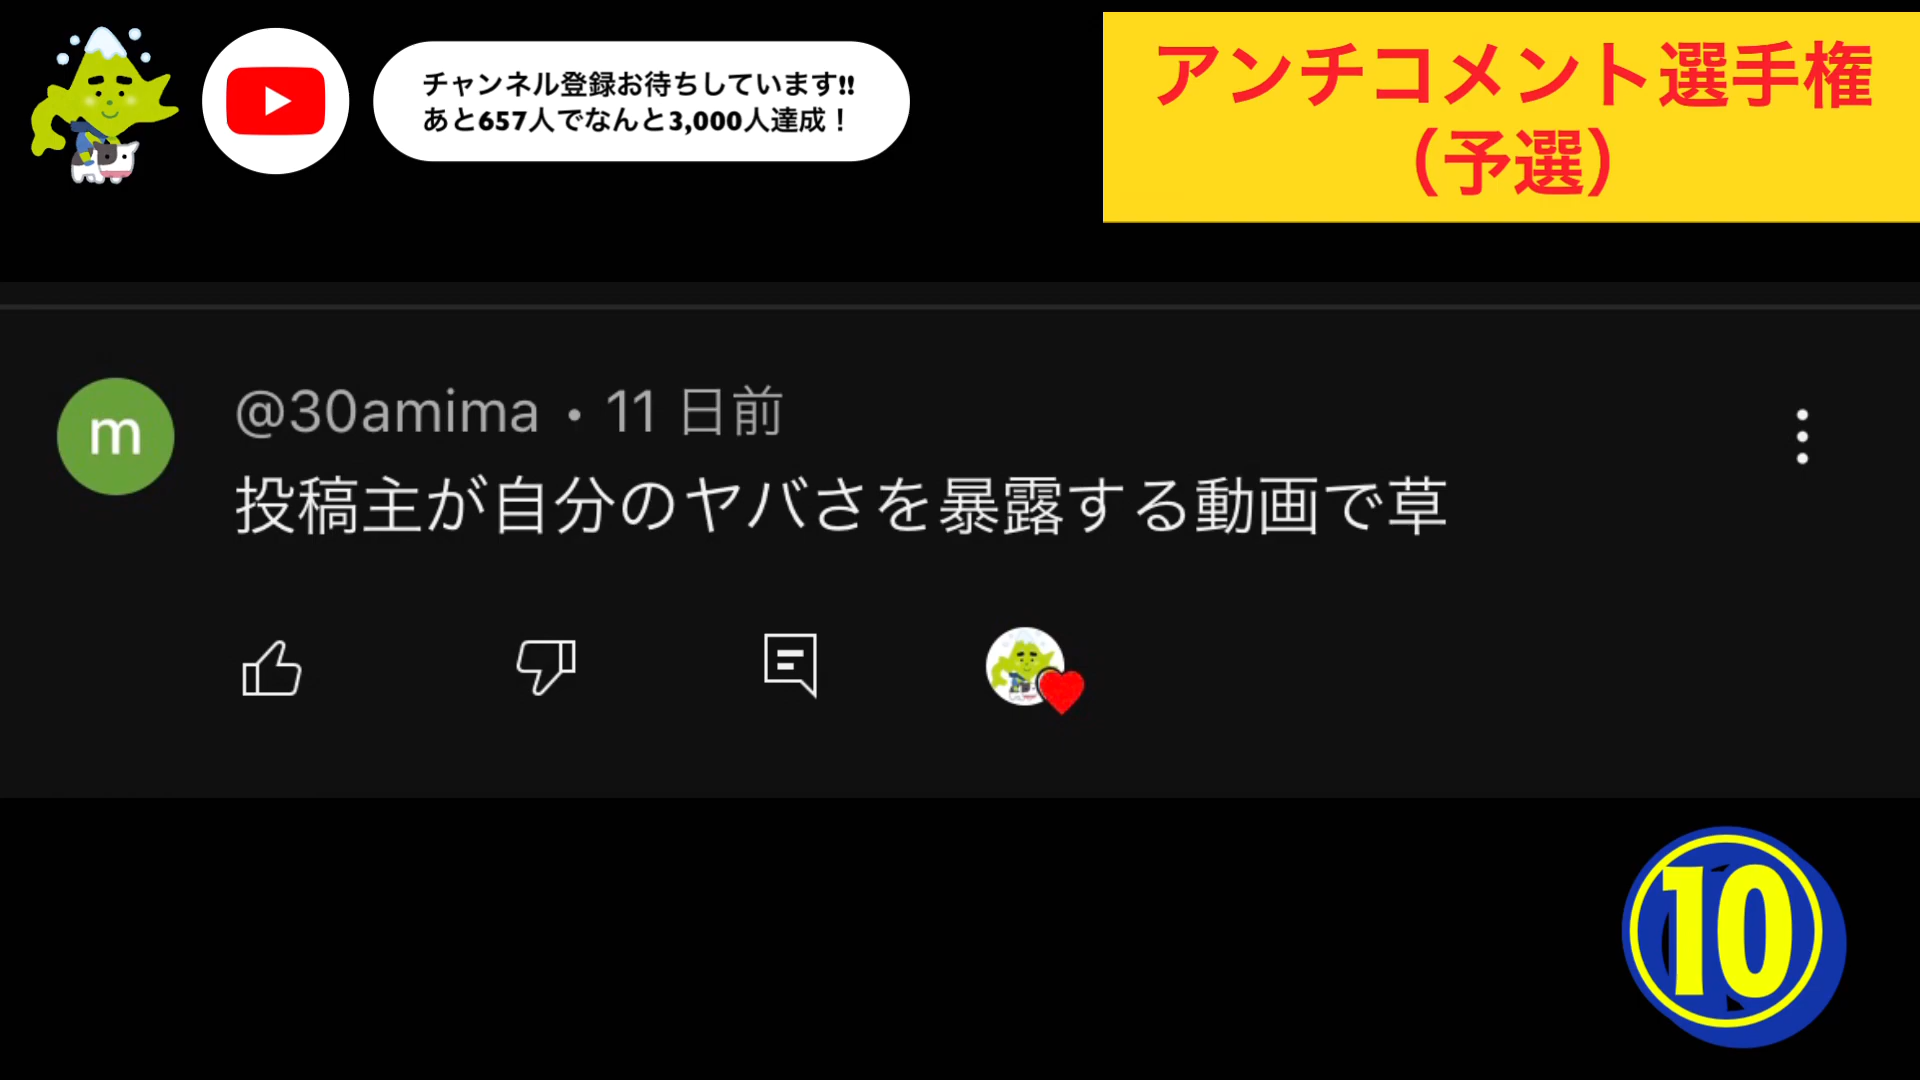 チャンネル登録お待ちしています!!
あと657人でなんと3,000人達成！
アンチコメント選手権
（予選）
m
@30amima・11 日前
投稿主が自分のヤバさを暴露する動画で草
10